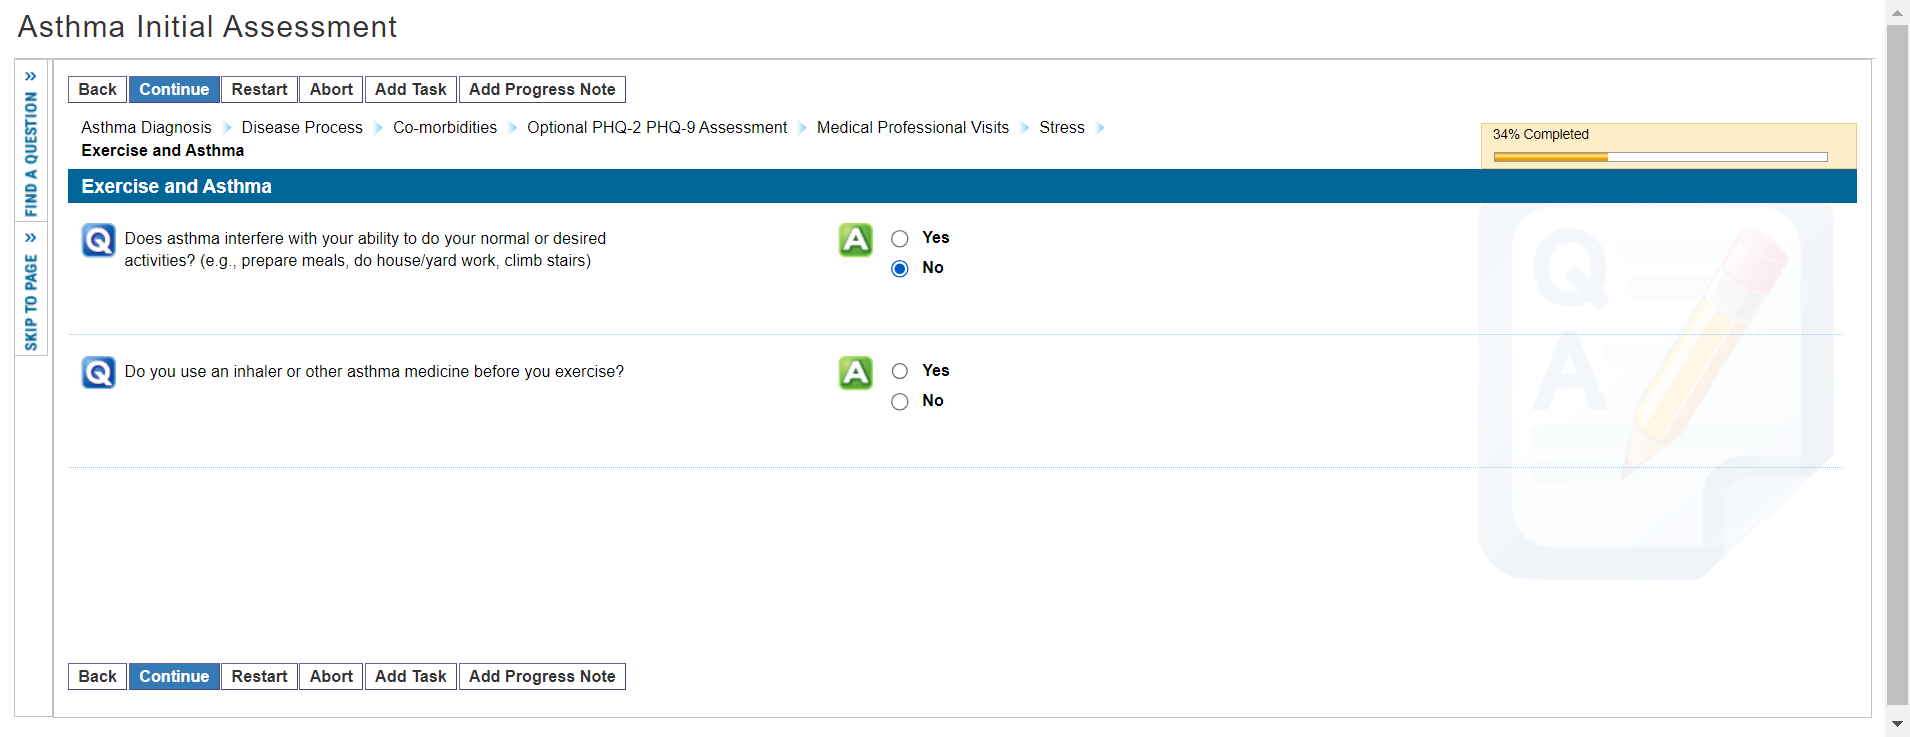 Asthma Initial Assessment
» FIND A QUESTION
» SKIP TO PAGE
Back Continue Restart Abort Add Task Add Progress Note
Asthma Diagnosis Disease Process Co-morbidities Optional PHQ-2 PHQ-9 Assessment Medical Professional Visits Stress
Exercise and Asthma
34% Completed
Exercise and Asthma
Q Does asthma interfere with your ability to do your normal or desired
activities? (e.g., prepare meals, do house/yard work, climb stairs)
A Yes
No
Q Do you use an inhaler or other asthma medicine before you exercise?
A Yes
No
Q
A
Back Continue Restart Abort Add Task Add Progress Note